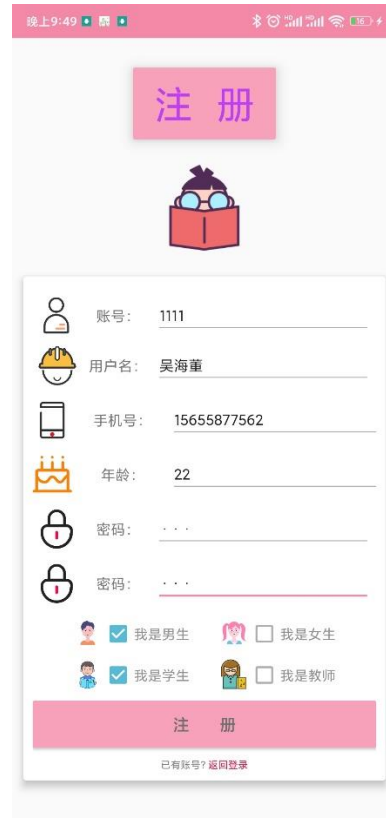 晚上9:49
16
注 册
账号: 1111
用户名: 吴海董
手机号: 15655877562
年龄: 22
密码: ...
密码: ...
我是男生 我是女生
我是学生 我是教师
注 册
已有账号?返回登录